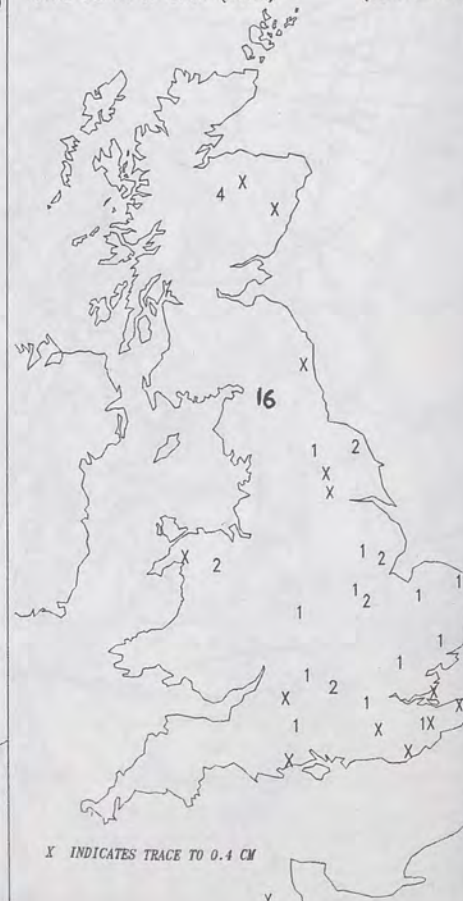 4 X
X
X
16
1 2
X
X
1 2
X 2
1 1
1 2
1
1
1
1 2
X X
1 X
1 X 1X
X X
X INDICATES TRACE TO 0.4 CM
X